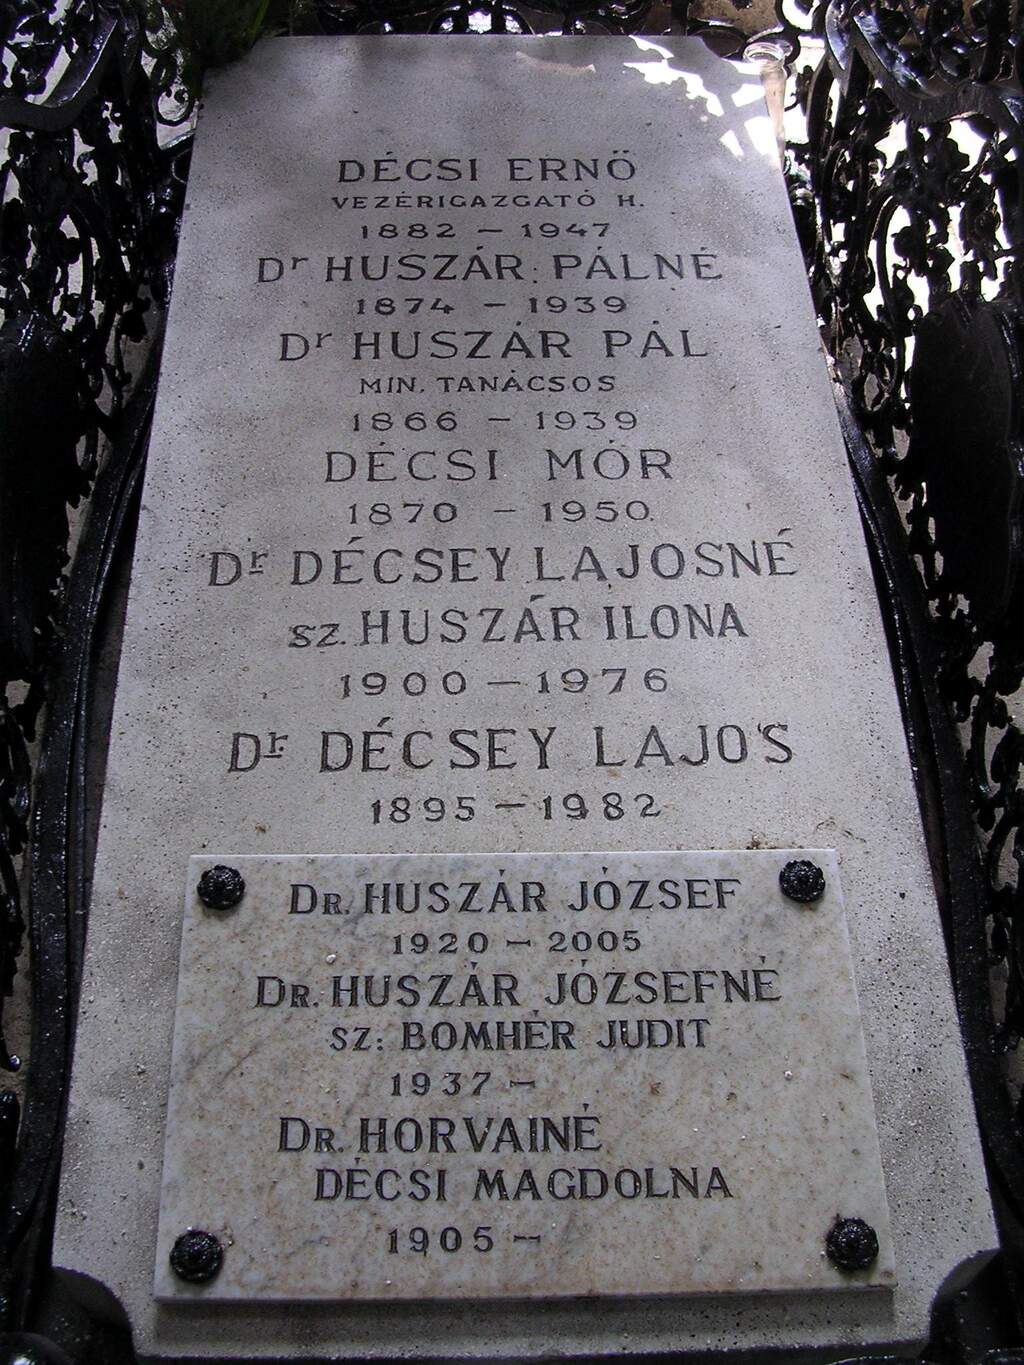 DÉCSI ERNŐ
VEZÉRIGAZGATÓ H.
1882 – 1947
Dr HUSZÁR PÁLNÉ
1874 – 1939
Dr HUSZÁR PÁL
MIN. TANÁCSOS
1866 – 1939
DÉCSI MÓR
1870 – 1950
Dr. DÉCSEY LAJOSNÉ
SZ. HUSZÁR ILONA
1900 – 1976
Dr. DÉCSEY LAJOS
1895 – 1982
DR. HUSZÁR JÓZSEF
1920 – 2005
DR. HUSZÁR JÓZSEFNÉ
SZ: BOMHÉR JUDIT
1937 –
DR. HORVAINÉ
DÉCSI MAGDOLNA
1905 –